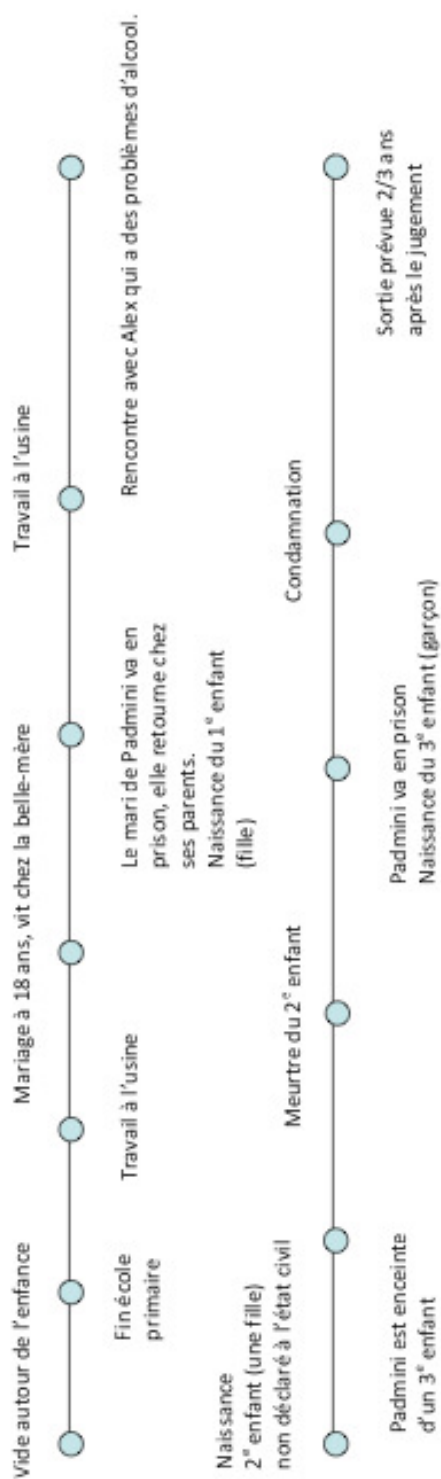 Vide autour de l'enfance
Fin école
primaire
Travail à l'usine
Mariage à 18 ans, vit chez la belle-mère
Le mari de Padmini va en
prison, elle retourne chez
ses parents.
Naissance du 1e enfant
(fille)
Travail à l'usine
Rencontre avec Alex qui a des problèmes d'alcool.
Naissance
2e enfant (une fille)
non déclaré à l'état civil
Padmini est enceinte
d'un 3e enfant
Meurtre du 2e enfant
Padmini va en prison
Naissance du 3e enfant (garçon)
Condamnation
Sortie prévue 2/3 ans
après le jugement